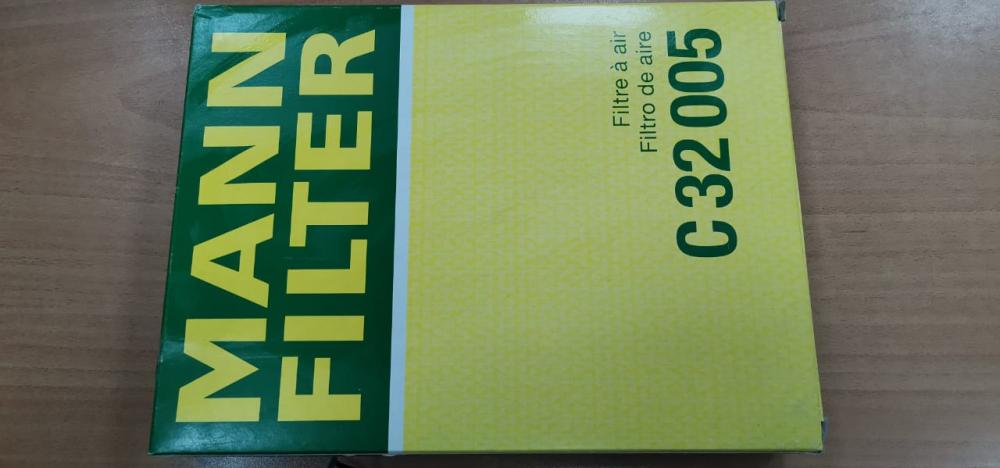 MANN
FILTER
Filtre à air
Filtro de aire
C 32 005